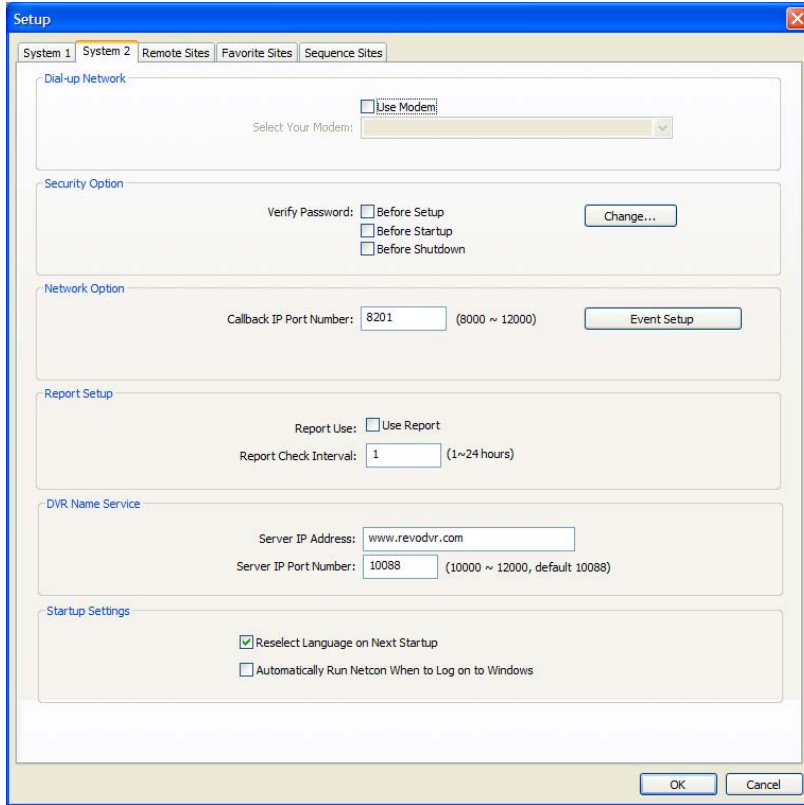 Setup
System 1 System 2 Remote Sites Favorite Sites Sequence Sites
Dial-up Network
Use Modem
Select Your Modem:
Security Option
Verify Password: Before Setup Change...
Before Startup
Before Shutdown
Network Option
Callback IP Port Number: 8201 (8000 ~ 12000) Event Setup
Report Setup
Report Use: Use Report
Report Check Interval: 1 (1~24 hours)
DVR Name Service
Server IP Address: www.revodvr.com
Server IP Port Number: 10088 (10000 ~ 12000, default 10088)
Startup Settings
Reselect Language on Next Startup
Automatically Run Netcon When to Log on to Windows
OK Cancel